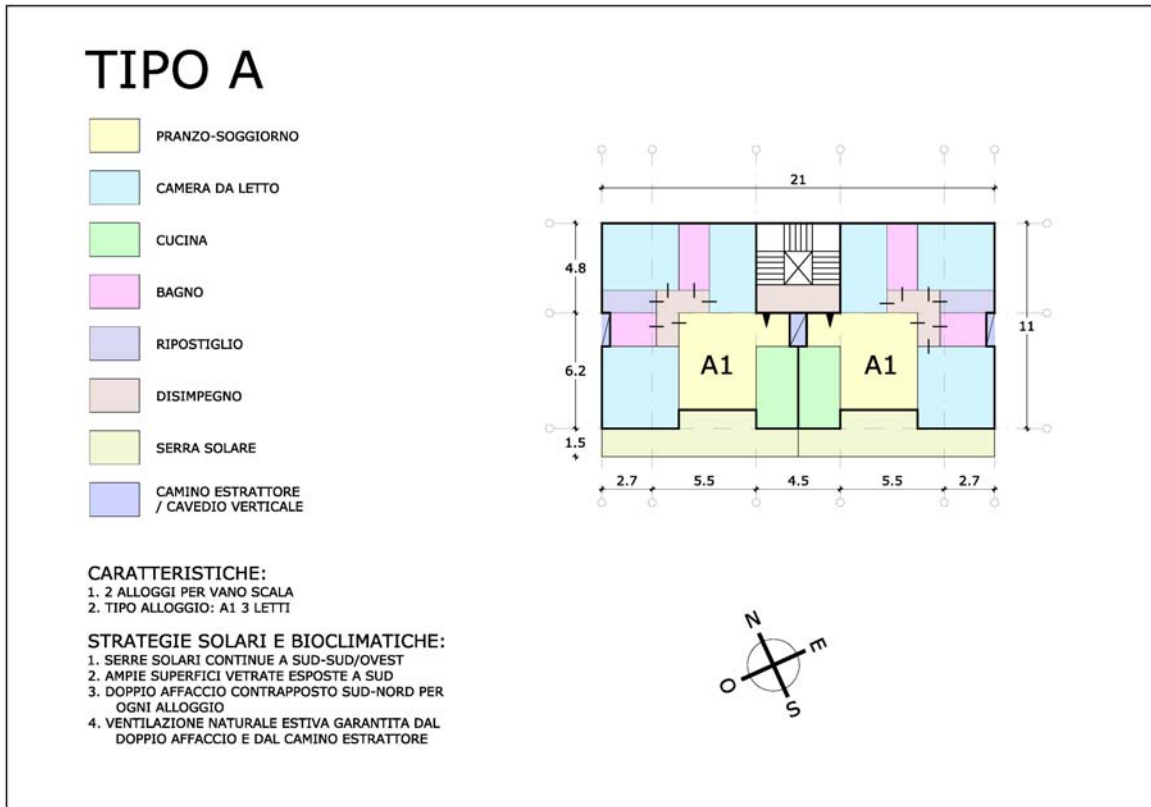 TIPO A
PRANZO-SOGGIORNO
CAMERA DA LETTO
CUCINA
BAGNO
RIPOSTIGLIO
DISIMPEGNO
SERRA SOLARE
CAMINO ESTRATTORE
/ CAVEDIO VERTICALE
CARATTERISTICHE:
1. 2 ALLOGGI PER VANO SCALA
2. TIPO ALLOGGIO: A1 3 LETTI
STRATEGIE SOLARI E BIOCLIMATICHE:
1. SERRE SOLARI CONTINUE A SUD-SUD/OVEST
2. AMPIE SUPERFICI VETRATE ESPOSTE A SUD
3. DOPPIO AFFACCIO CONTRAPPOSTO SUD-NORD PER
OGNI ALLOGGIO
4. VENTILAZIONE NATURALE ESTIVA GARANTITA DAL
DOPPIO AFFACCIO E DAL CAMINO ESTRATTORE
21
4.8
11
6.2
A1 A1
1.5
2.7 5.5 4.5 5.5 2.7
N
E
O
S